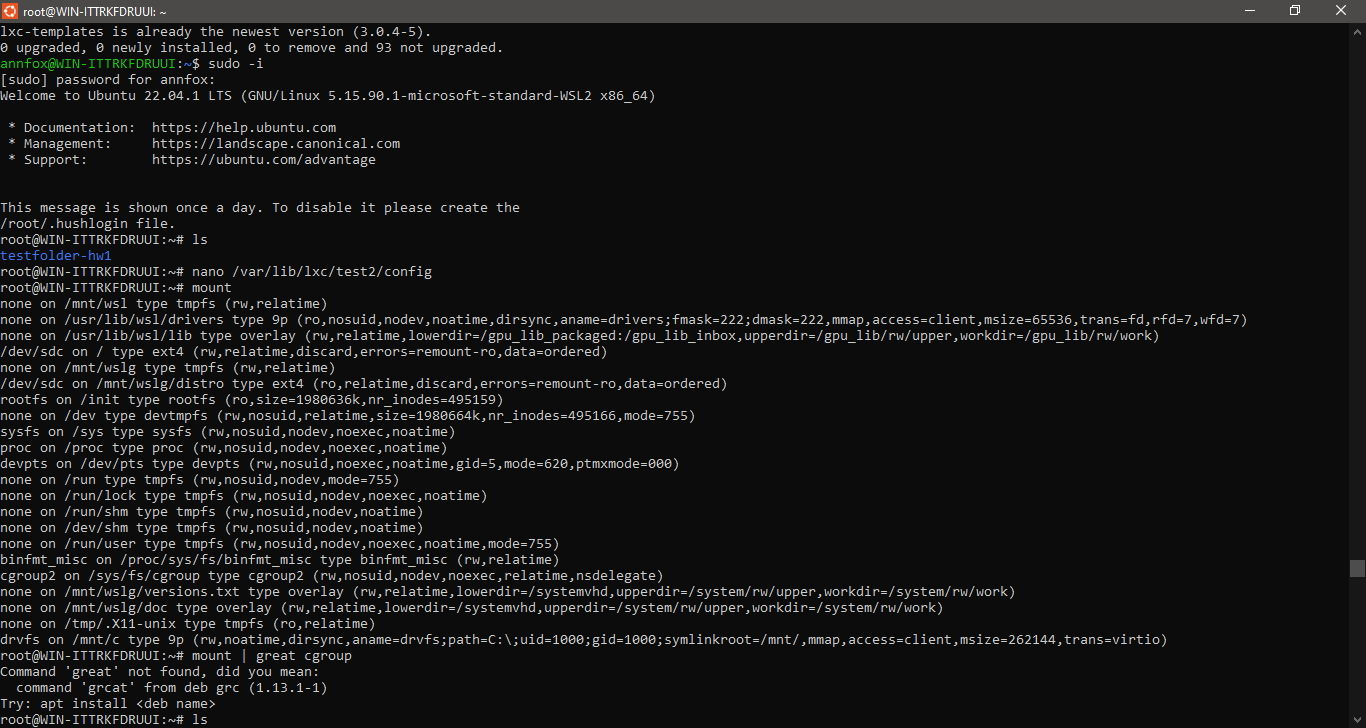 root@WIN-ITTRKFDRUUI: ~
lxc-templates is already the newest version (3.0.4-5).
0 upgraded, 0 newly installed, 0 to remove and 93 not upgraded.
annfox@WIN-ITTRKFDRUUI:~$ sudo -i
[sudo] password for annfox:
Welcome to Ubuntu 22.04.1 LTS (GNU/Linux 5.15.90.1-microsoft-standard-WSL2 x86_64)
* Documentation:  https://help.ubuntu.com
* Management:     https://landscape.canonical.com
* Support:        https://ubuntu.com/advantage
This message is shown once a day. To disable it please create the
/root/.hushlogin file.
root@WIN-ITTRKFDRUUI:~# ls
testfolder-hw1
root@WIN-ITTRKFDRUUI:~# nano /var/lib/lxc/test2/config
root@WIN-ITTRKFDRUUI:~# mount
none on /mnt/wsl type tmpfs (rw,relatime)
none on /usr/lib/wsl/drivers type 9p (ro,nosuid,nodev,noatime,dirsync,aname=drivers;fmask=222;dmask=222,mmap,access=client,msize=65536,trans=fd,rfd=7,wfd=7)
none on /usr/lib/wsl/lib type overlay (rw,relatime,lowerdir=/gpu_lib_packaged:/gpu_lib_inbox,upperdir=/gpu_lib/rw/upper,workdir=/gpu_lib/rw/work)
/dev/sdc on / type ext4 (rw,relatime,discard,errors=remount-ro,data=ordered)
none on /mnt/wslg type tmpfs (rw,relatime)
/dev/sdc on /mnt/wslg/distro type ext4 (ro,relatime,discard,errors=remount-ro,data=ordered)
rootfs on /init type rootfs (ro,size=1980636k,nr_inodes=495159)
none on /dev type devtmpfs (rw,nosuid,relatime,size=1980664k,nr_inodes=495166,mode=755)
sysfs on /sys type sysfs (rw,nosuid,nodev,noexec,noatime)
proc on /proc type proc (rw,nosuid,nodev,noexec,noatime)
devpts on /dev/pts type devpts (rw,nosuid,noexec,noatime,gid=5,mode=620,ptmxmode=000)
none on /run type tmpfs (rw,nosuid,nodev,mode=755)
none on /run/lock type tmpfs (rw,nosuid,nodev,noexec,noatime)
none on /run/shm type tmpfs (rw,nosuid,nodev,noatime)
none on /dev/shm type tmpfs (rw,nosuid,nodev,noatime)
none on /run/user type tmpfs (rw,nosuid,nodev,noexec,noatime,mode=755)
binfmt_misc on /proc/sys/fs/binfmt_misc type binfmt_misc (rw,relatime)
cgroup2 on /sys/fs/cgroup type cgroup2 (rw,nosuid,nodev,noexec,relatime,nsdelegate)
none on /mnt/wslg/versions.txt type overlay (rw,relatime,lowerdir=/systemvhd,upperdir=/system/rw/upper,workdir=/system/rw/work)
none on /mnt/wslg/doc type overlay (rw,relatime,lowerdir=/systemvhd,upperdir=/system/rw/upper,workdir=/system/rw/work)
none on /tmp/.X11-unix type tmpfs (ro,relatime)
drvfs on /mnt/c type 9p (rw,noatime,dirsync,aname=drvfs;path=C:\;uid=1000;gid=1000;symlinkroot=/mnt/,mmap,access=client,msize=262144,trans=virtio)
root@WIN-ITTRKFDRUUI:~# mount | great cgroup
Command 'great' not found, did you mean:
  command 'grcat' from deb grc (1.13.1-1)
Try: apt install <deb name>
root@WIN-ITTRKFDRUUI:~# ls